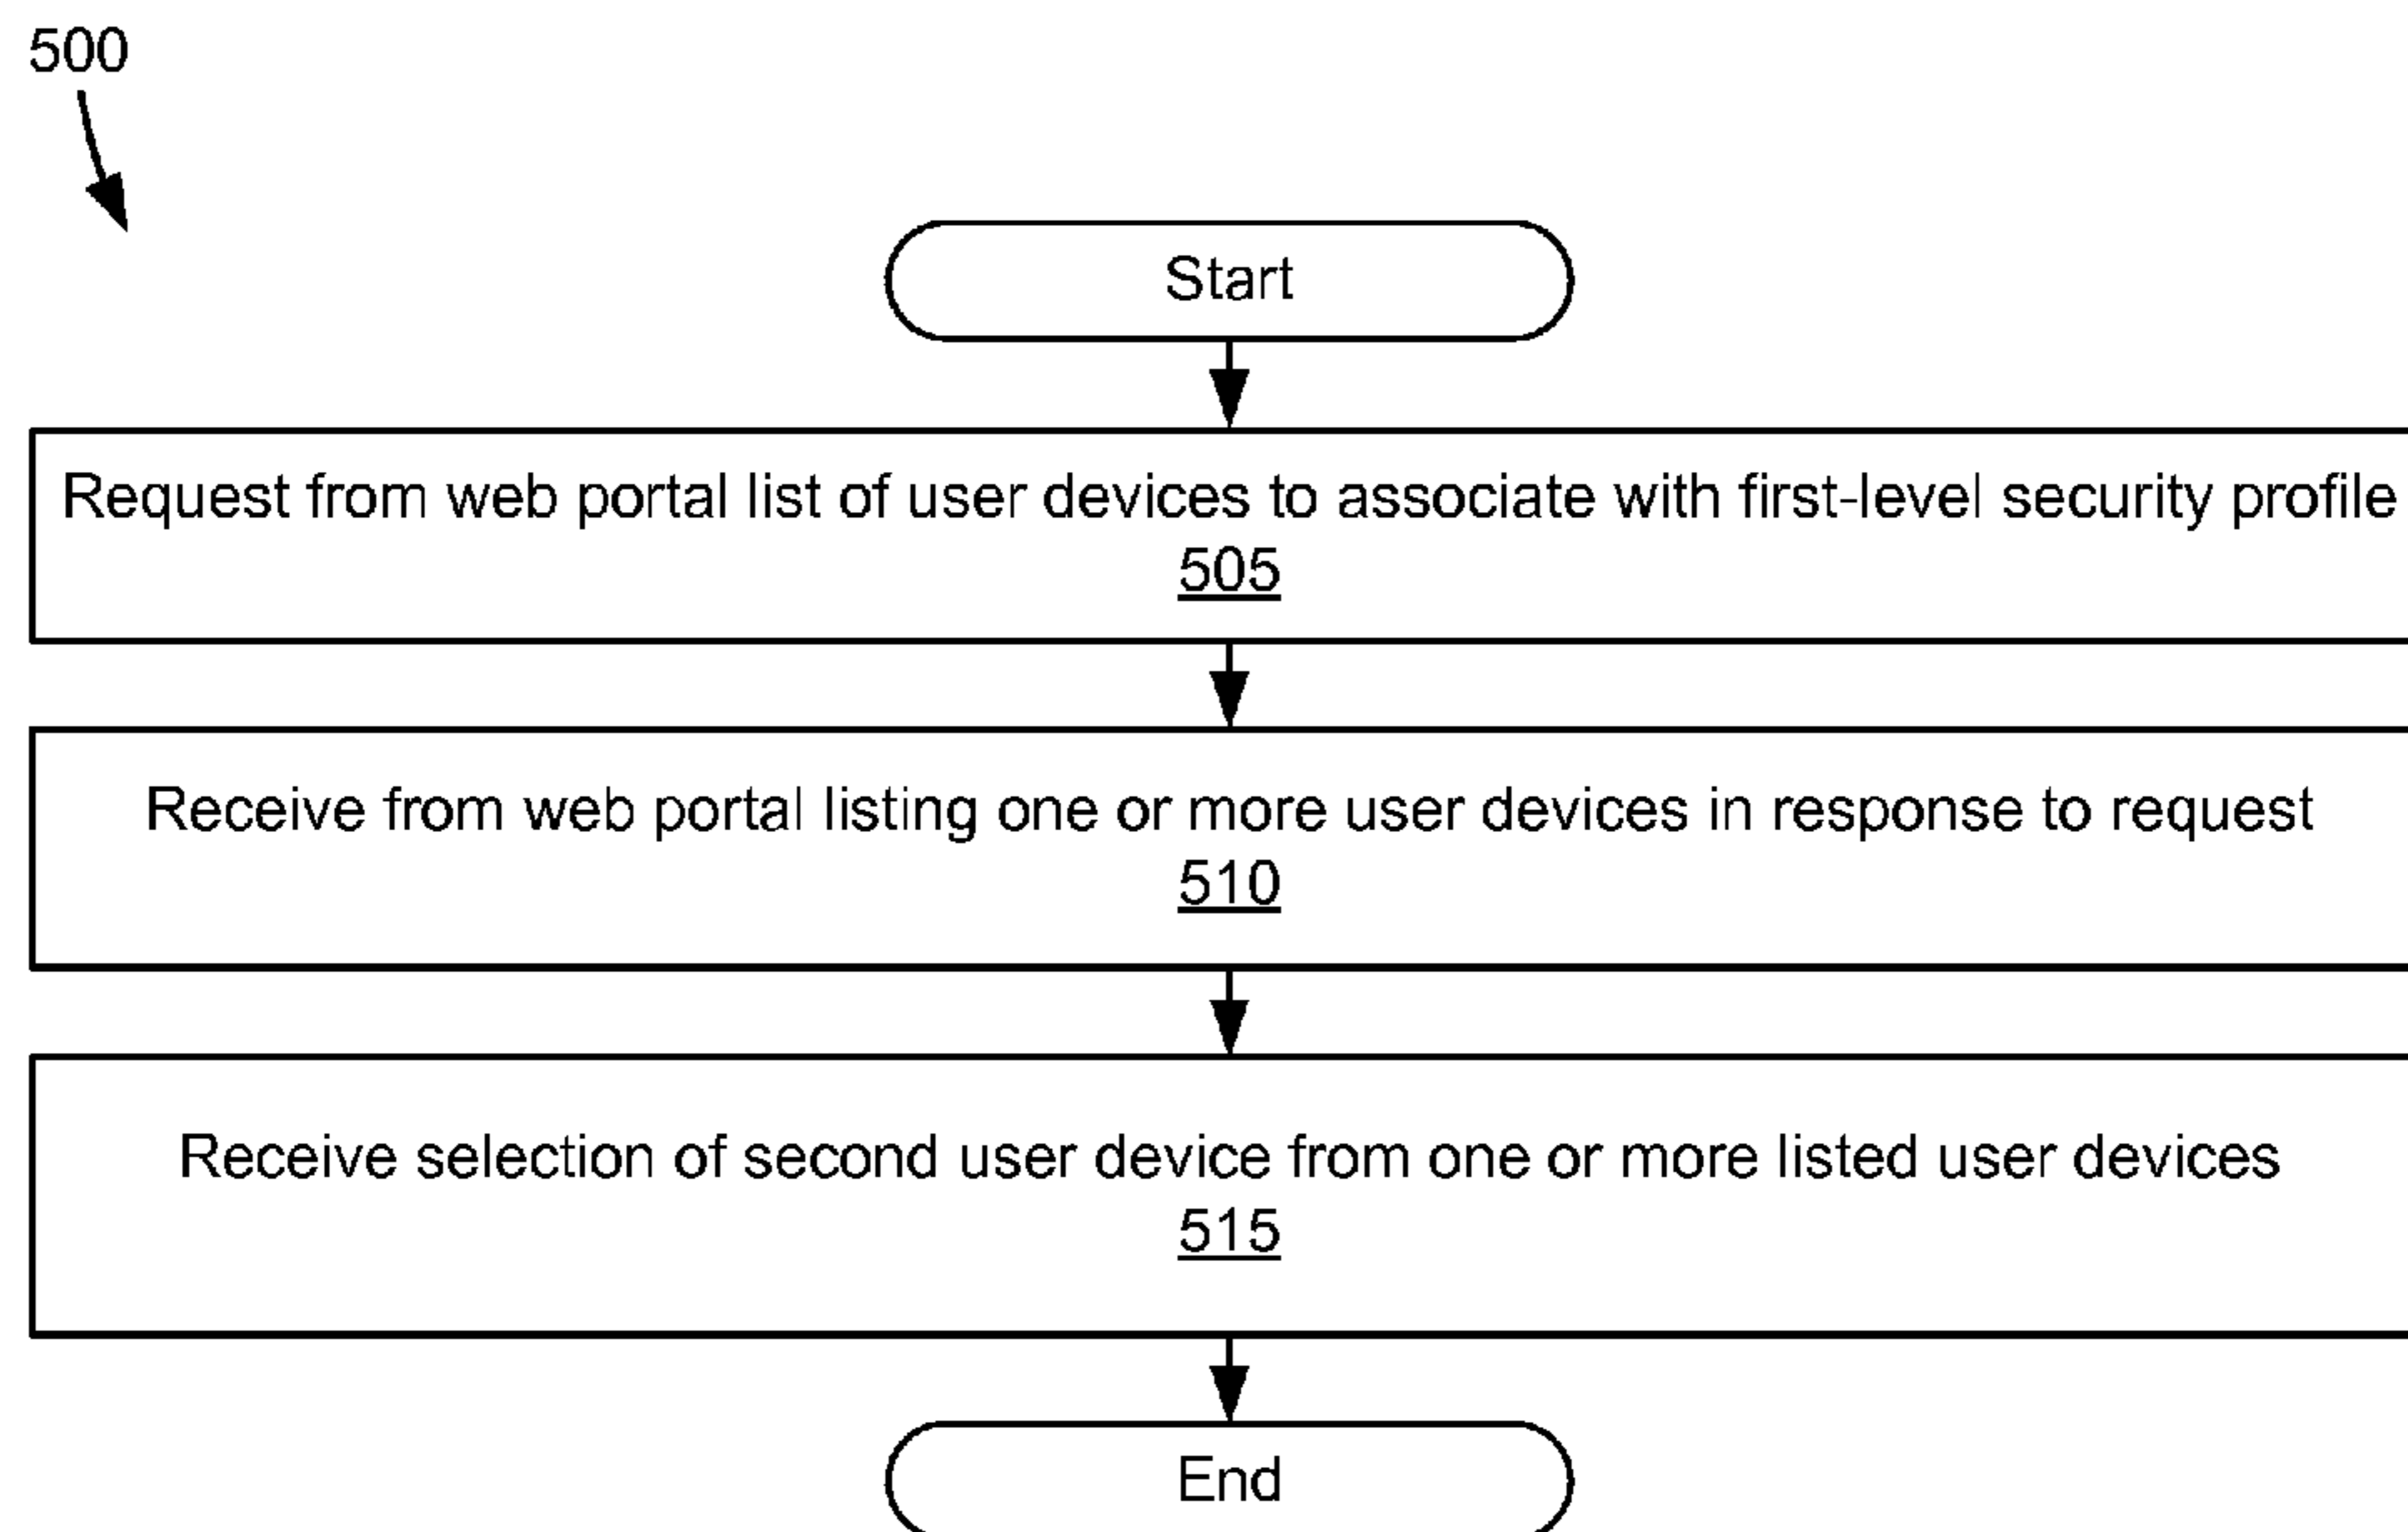 500
Start
Request from web portal list of user devices to associate with first-level security profile
505
Receive from web portal listing one or more user devices in response to request
510
Receive selection of second user device from one or more listed user devices
515
End